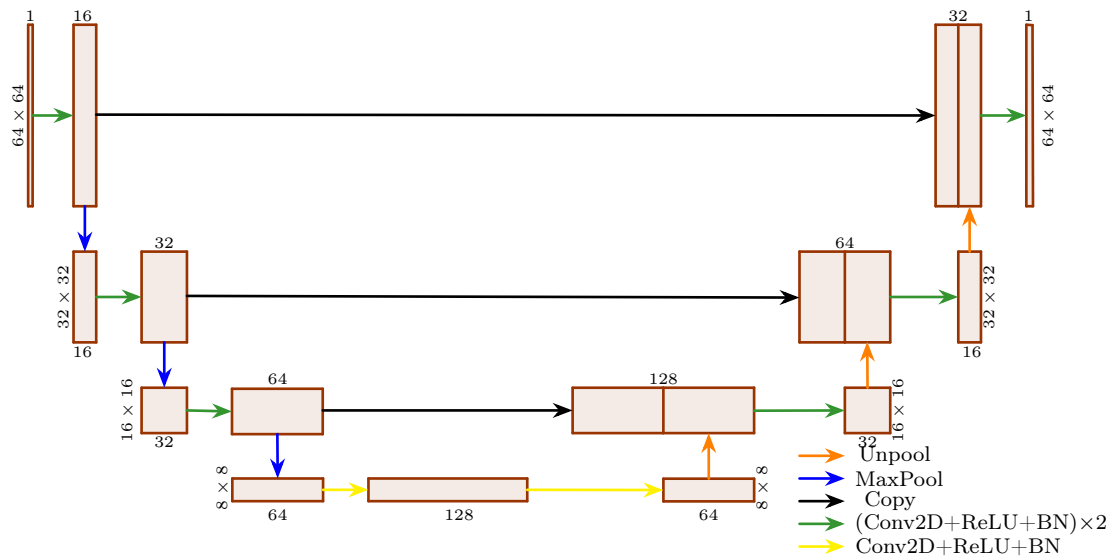 1
16
32
1
64 × 64
64 × 64
32
64
32 × 32
32 × 32
16
16
64
128
16 × 16
16 × 16
32
32
8 × 8
8 × 8
64
128
64
Unpool
MaxPool
Copy
(Conv2D+ReLU+BN)×2
Conv2D+ReLU+BN